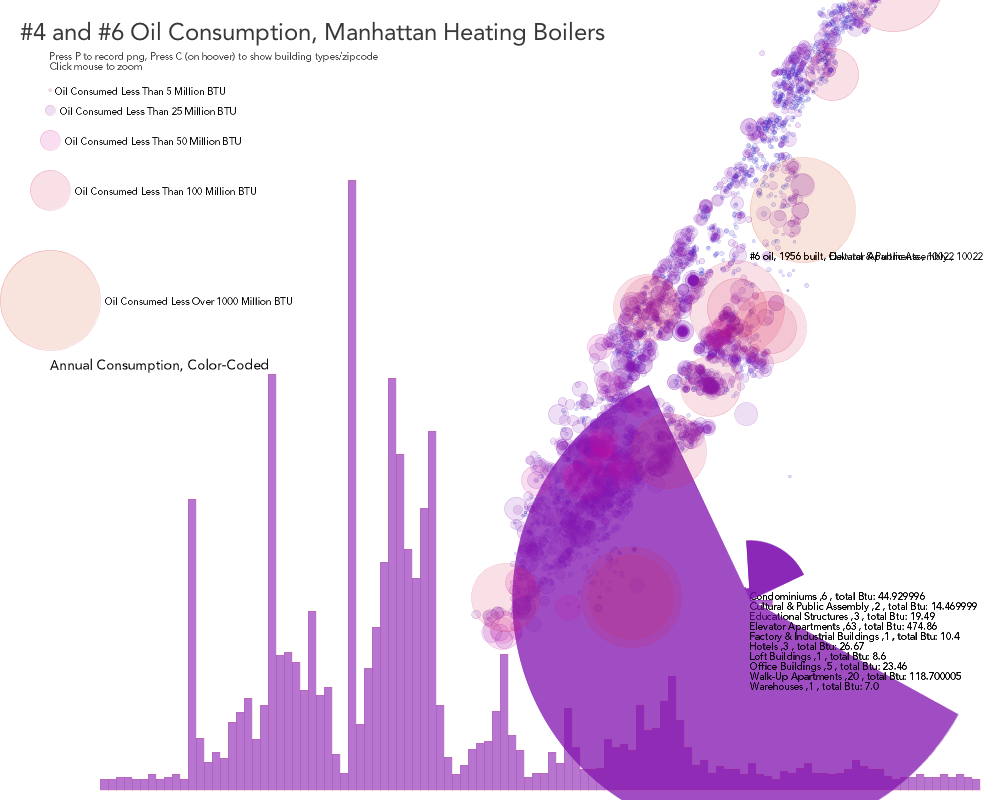 #4 and #6 Oil Consumption, Manhattan Heating Boilers
Press P to record png, Press C (on hoover) to show building types/zipcode
Click mouse to zoom
Oil Consumed Less Than 5 Million BTU
Oil Consumed Less Than 25 Million BTU
Oil Consumed Less Than 50 Million BTU
Oil Consumed Less Than 100 Million BTU
#6 oil, 1956 built, 10022
Oil Consumed Less Over 1000 Million BTU
Annual Consumption, Color-Coded
Condominiums ,6 , total Btu: 44.929996
Cultural & Public Assembly ,2 , total Btu: 14.469999
Educational Structures ,3 , total Btu: 19.49
Elevator Apartments ,63 , total Btu: 474.86
Factory & Industrial Buildings ,1 , total Btu: 10.4
Hotels ,3 , total Btu: 26.67
Loft Buildings ,1 , total Btu: 8.6
Office Buildings ,5 , total Btu: 23.46
Walk-Up Apartments ,20 , total Btu: 118.700005
Warehouses ,1 , total Btu: 7.0